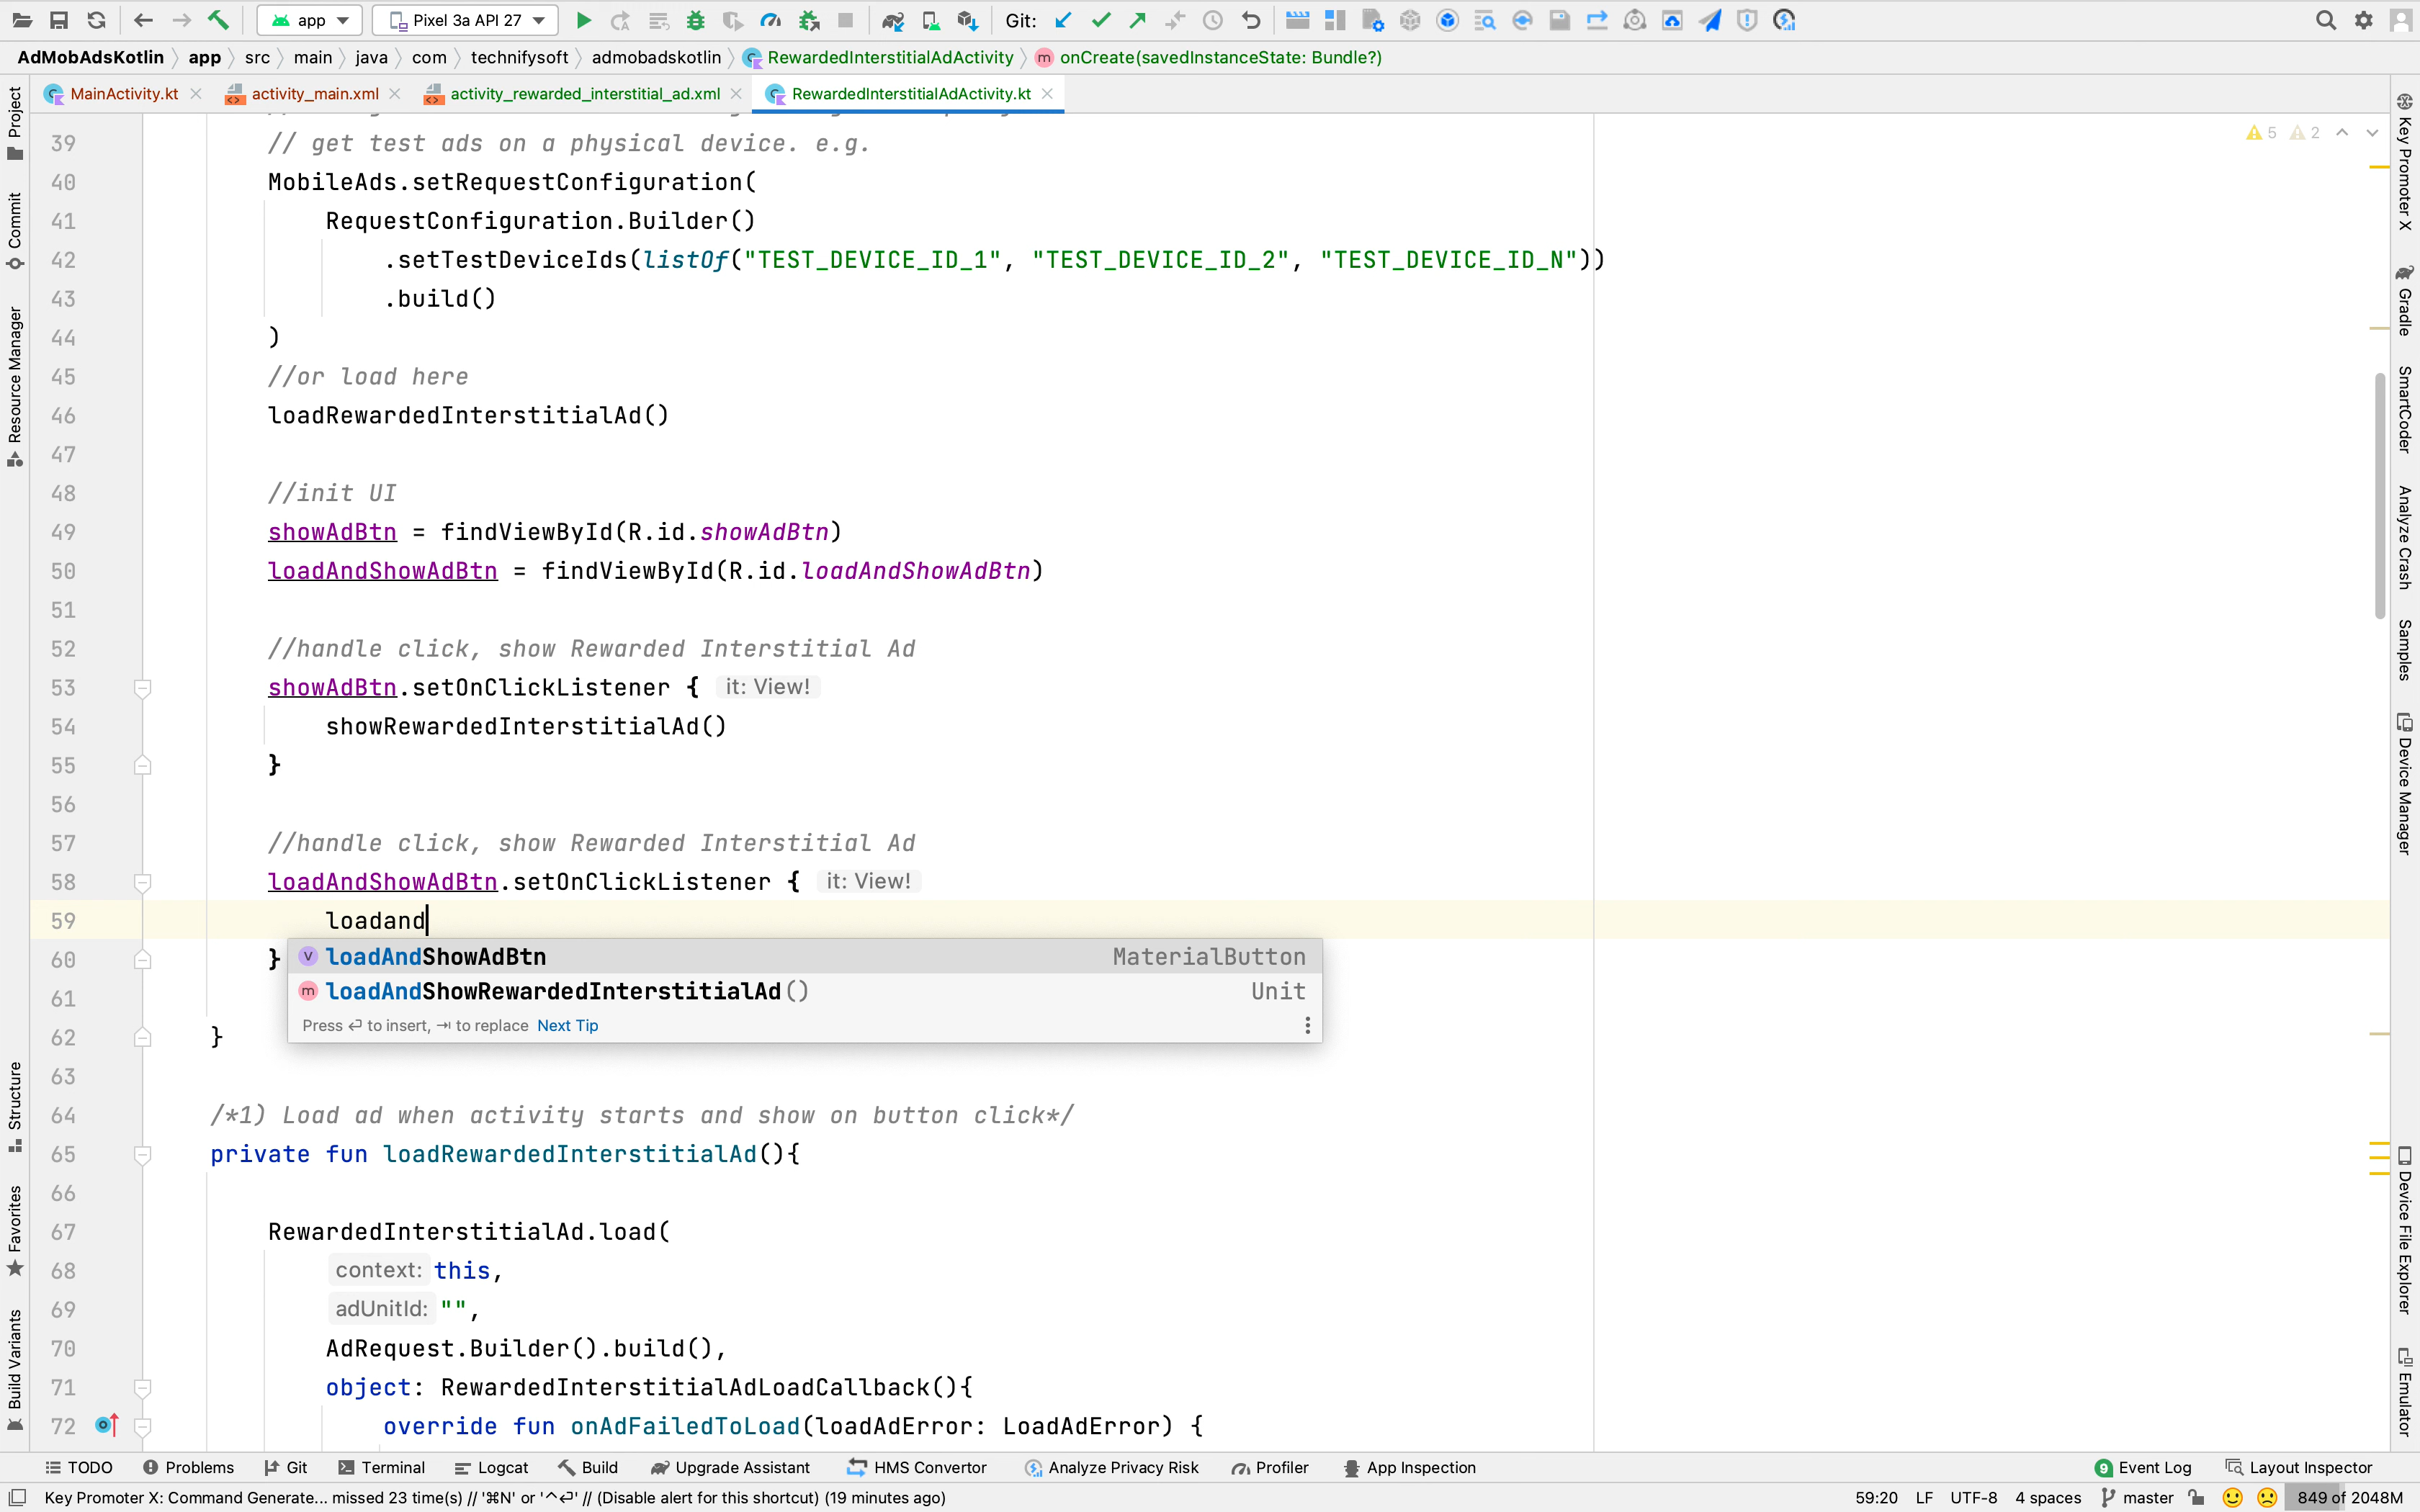 app
Pixel 3a API 27
Git:
AdMobAdsKotlin app src main java com technifysoft admobadskotlin RewardedInterstitialAdActivity onCreate(savedInstanceState: Bundle?)
MainActivity.kt activity_main.xml activity_rewarded_interstitial_ad.xml RewardedInterstitialAdActivity.kt
5 2
39 // get test ads on a physical device. e.g.
40 MobileAds.setRequestConfiguration(
41 RequestConfiguration.Builder()
42 .setTestDeviceIds(listOf("TEST_DEVICE_ID_1", "TEST_DEVICE_ID_2", "TEST_DEVICE_ID_N"))
43 .build()
44 )
45 //or load here
46 loadRewardedInterstitialAd()
47
48 //init UI
49 showAdBtn = findViewById(R.id.showAdBtn)
50 loadAndShowAdBtn = findViewById(R.id.loadAndShowAdBtn)
51
52 //handle click, show Rewarded Interstitial Ad
53 showAdBtn.setOnClickListener { it: View!
54 showRewardedInterstitialAd()
55 }
56
57 //handle click, show Rewarded Interstitial Ad
58 loadAndShowAdBtn.setOnClickListener { it: View!
59 loadand
60 }
loadAndShowAdBtn MaterialButton
loadAndShowRewardedInterstitialAd() Unit
Press ↩ to insert, ⇥ to replace Next Tip
61
62 }
63
64 /*1) Load ad when activity starts and show on button click*/
65 private fun loadRewardedInterstitialAd(){
66
67 RewardedInterstitialAd.load(
68 context: this,
69 adUnitId: "",
70 AdRequest.Builder().build(),
71 object: RewardedInterstitialAdLoadCallback(){
72 override fun onAdFailedToLoad(loadAdError: LoadAdError) {
Project
Commit
Resource Manager
Structure
Favorites
Build Variants
Key Promoter X
Gradle
SmartCoder
Analyze Crash
Samples
Device Manager
Device File Explorer
Emulator
TODO Problems Git Terminal Logcat Build Upgrade Assistant HMS Convertor Analyze Privacy Risk Profiler App Inspection 9 Event Log Layout Inspector
Key Promoter X: Command Generate... missed 23 time(s) // '⌘N' or '^⏎' // (Disable alert for this shortcut) (19 minutes ago) 59:20 LF UTF-8 4 spaces master 849 of 2048M